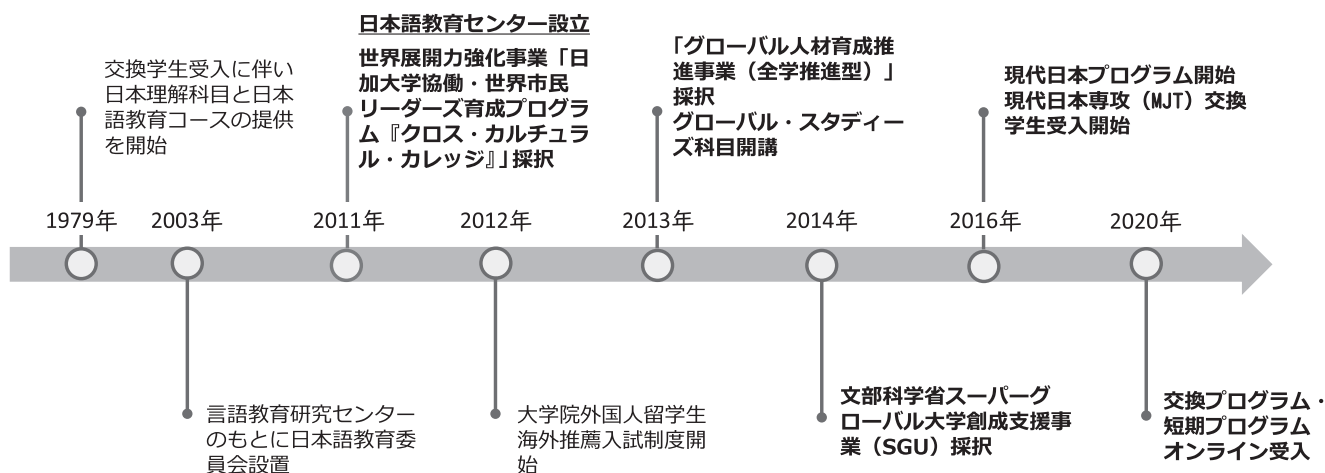 日本語教育センター設立
世界展開力強化事業「日
加大学協働・世界市民
リーダーズ育成プログラ
ム『クロス・カルチュラ
ル・カレッジ』」採択
交換学生受入に伴い
日本理解科目と日本
語教育コースの提供
を開始
「グローバル人材育成推
進事業（全学推進型）」
採択
グローバル・スタディー
ズ科目開講
現代日本プログラム開始
現代日本専攻（MJT）交換
学生受入開始
1979年 2003年 2011年 2012年 2013年 2014年 2016年 2020年
言語教育研究センター
のもとに日本語教育委
員会設置
大学院外国人留学生
海外推薦入試制度開
始
文部科学省スーパーグ
ローバル大学創成支援事
業（SGU）採択
交換プログラム・
短期プログラム
オンライン受入